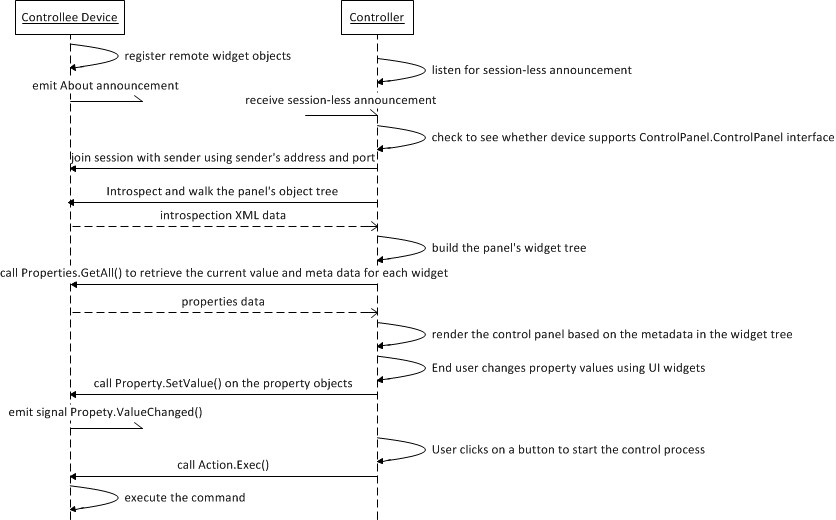 Controllee Device
Controller
register remote widget objects
listen for session-less announcement
emit About announcement
receive session-less announcement
check to see whether device supports ControlPanel.ControlPanel interface
join session with sender using sender's address and port
Introspect and walk the panel's object tree
introspection XML data
build the panel's widget tree
call Properties.GetAll() to retrieve the current value and meta data for each widget
properties data
render the control panel based on the metadata in the widget tree
End user changes property values using UI widgets
call Property.SetValue() on the property objects
emit signal Propety.ValueChanged()
User clicks on a button to start the control process
call Action.Exec()
execute the command